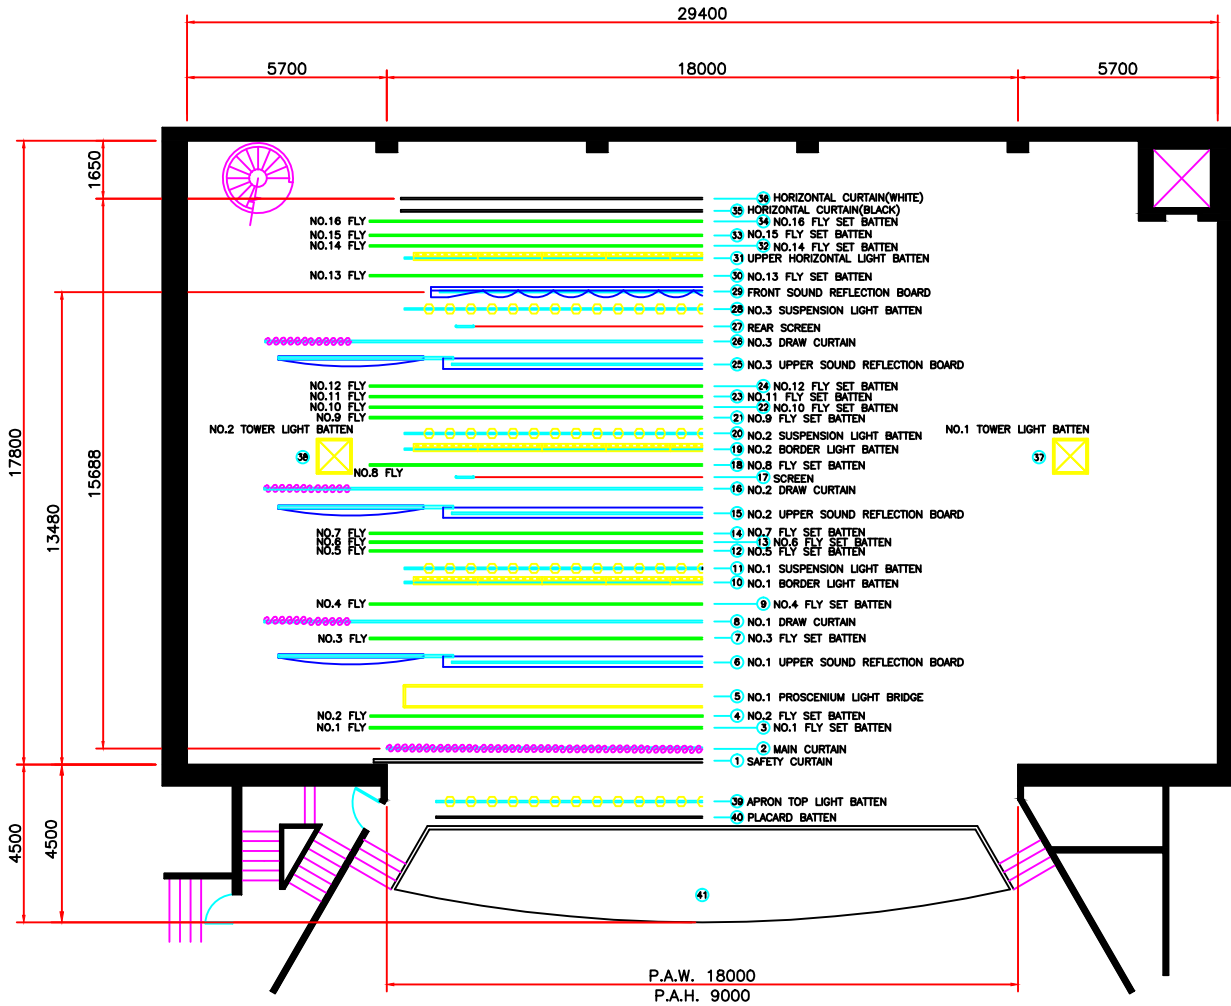 29400
5700
18000
5700
1650
17800
15688
13480
4500
4500
36 HORIZONTAL CURTAIN(WHITE)
35 HORIZONTAL CURTAIN(BLACK)
NO.16 FLY 34 NO.16 FLY SET BATTEN
NO.15 FLY 33 NO.15 FLY SET BATTEN
NO.14 FLY 32 NO.14 FLY SET BATTEN
31 UPPER HORIZONTAL LIGHT BATTEN
NO.13 FLY 30 NO.13 FLY SET BATTEN
29 FRONT SOUND REFLECTION BOARD
28 NO.3 SUSPENSION LIGHT BATTEN
27 REAR SCREEN
26 NO.3 DRAW CURTAIN
25 NO.3 UPPER SOUND REFLECTION BOARD
NO.12 FLY 24 NO.12 FLY SET BATTEN
NO.11 FLY 23 NO.11 FLY SET BATTEN
NO.10 FLY 22 NO.10 FLY SET BATTEN
NO.9 FLY 21 NO.9 FLY SET BATTEN
NO.2 TOWER LIGHT BATTEN
NO.1 TOWER LIGHT BATTEN
20 NO.2 SUSPENSION LIGHT BATTEN
19 NO.2 BORDER LIGHT BATTEN
38
37
18 NO.8 FLY SET BATTEN
NO.8 FLY
17 SCREEN
16 NO.2 DRAW CURTAIN
15 NO.2 UPPER SOUND REFLECTION BOARD
NO.7 FLY 14 NO.7 FLY SET BATTEN
NO.6 FLY 13 NO.6 FLY SET BATTEN
NO.5 FLY 12 NO.5 FLY SET BATTEN
11 NO.1 SUSPENSION LIGHT BATTEN
10 NO.1 BORDER LIGHT BATTEN
NO.4 FLY 9 NO.4 FLY SET BATTEN
8 NO.1 DRAW CURTAIN
NO.3 FLY 7 NO.3 FLY SET BATTEN
6 NO.1 UPPER SOUND REFLECTION BOARD
5 NO.1 PROSCENIUM LIGHT BRIDGE
NO.2 FLY 4 NO.2 FLY SET BATTEN
NO.1 FLY 3 NO.1 FLY SET BATTEN
2 MAIN CURTAIN
1 SAFETY CURTAIN
39 APRON TOP LIGHT BATTEN
40 PLACARD BATTEN
41
P.A.W. 18000
P.A.H. 9000